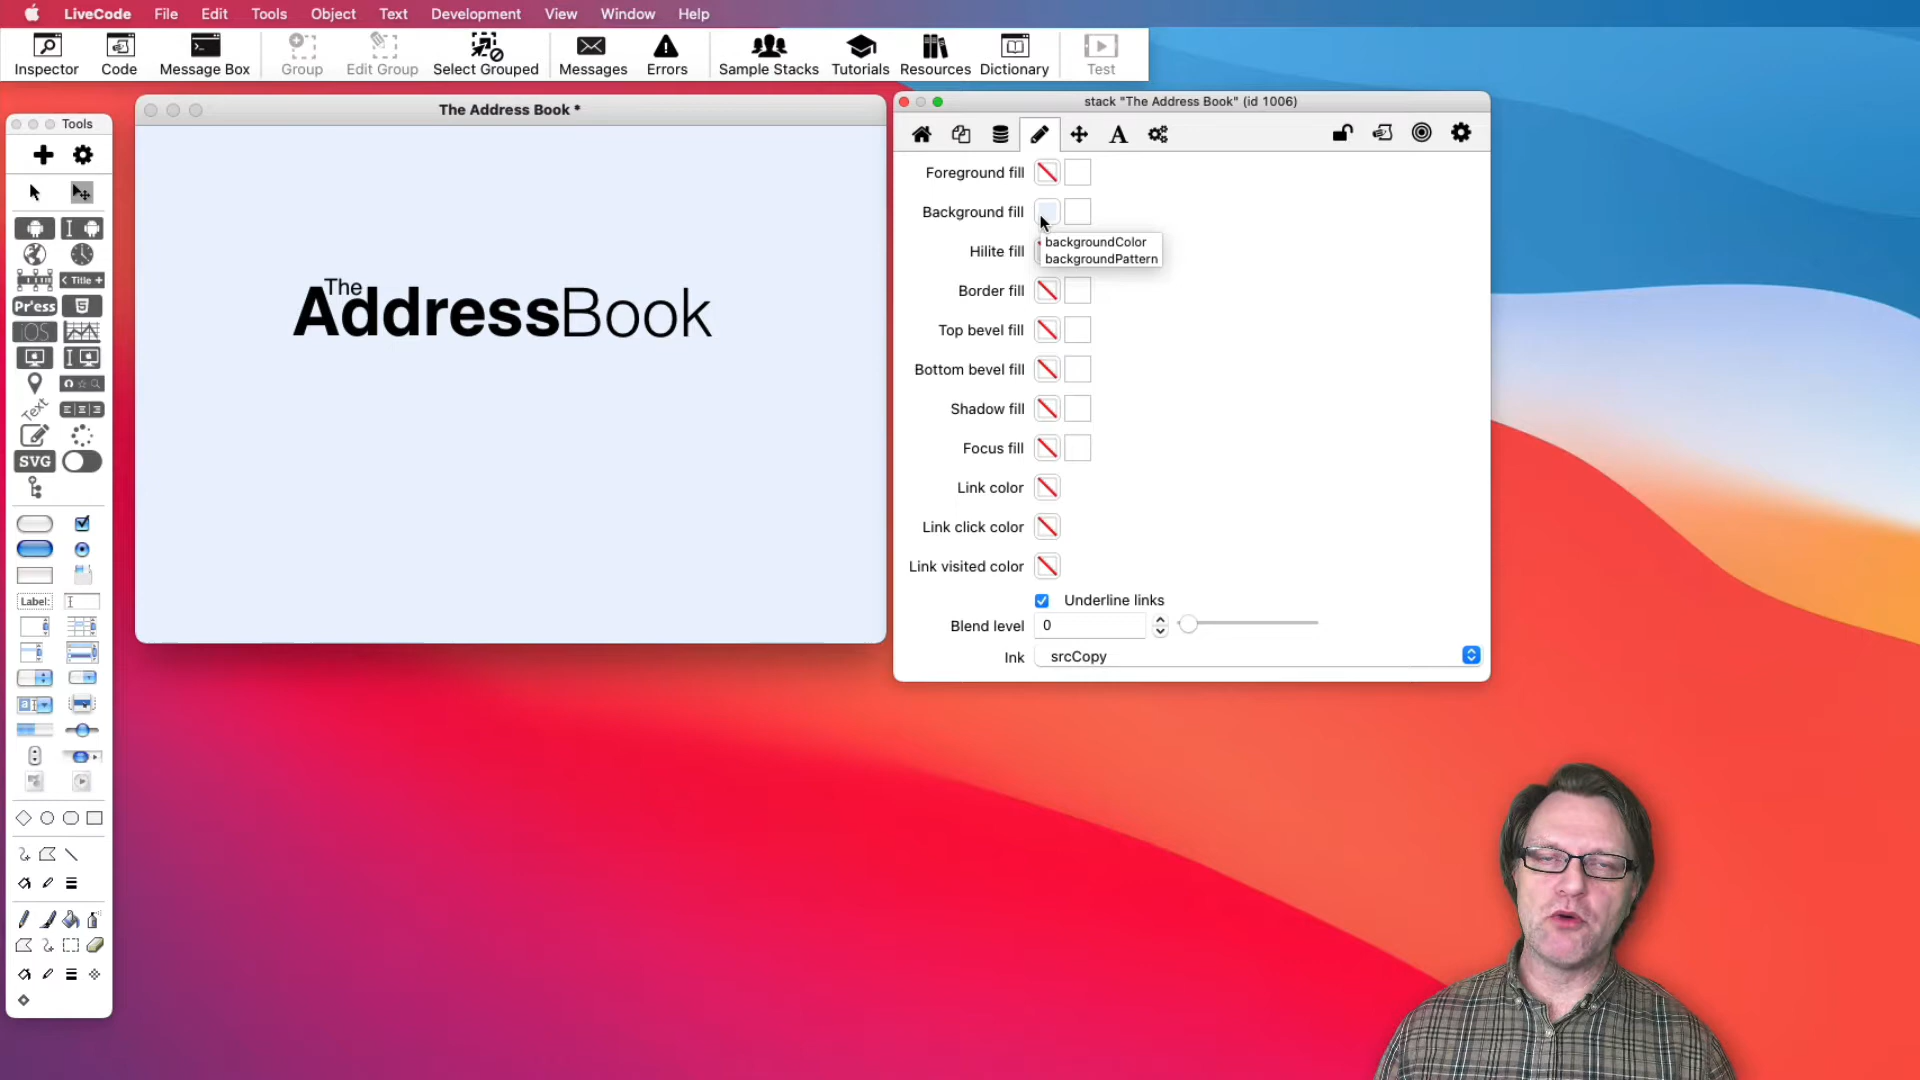 LiveCode File Edit Tools Object Text Development View Window Help
Inspector Code Message Box Group Edit Group Select Grouped Messages Errors Sample Stacks Tutorials Resources Dictionary Test
Tools
Title
Pr'ess
iOS
Text
SVG
Label:
The Address Book *
The
AddressBook
stack "The Address Book" (id 1006)
Foreground fill
Background fill
backgroundColor
backgroundPattern
Hilite fill
Border fill
Top bevel fill
Bottom bevel fill
Shadow fill
Focus fill
Link color
Link click color
Link visited color
Underline links
Blend level 0
Ink srcCopy